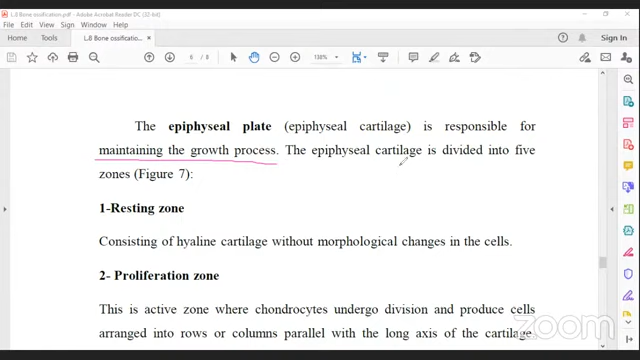 L.8 Bone ossification.pdf - Adobe Acrobat Reader DC (32-bit)
File Edit View Sign Window Help
Home Tools L.8 Bone ossification... × Sign In
6 / 8 138%
The epiphyseal plate (epiphyseal cartilage) is responsible for
maintaining the growth process. The epiphyseal cartilage is divided into five
zones (Figure 7):
1-Resting zone
Consisting of hyaline cartilage without morphological changes in the cells.
2- Proliferation zone
This is active zone where chondrocytes undergo division and produce cells
arranged into rows or columns parallel with the long axis of the cartilage.
zoom